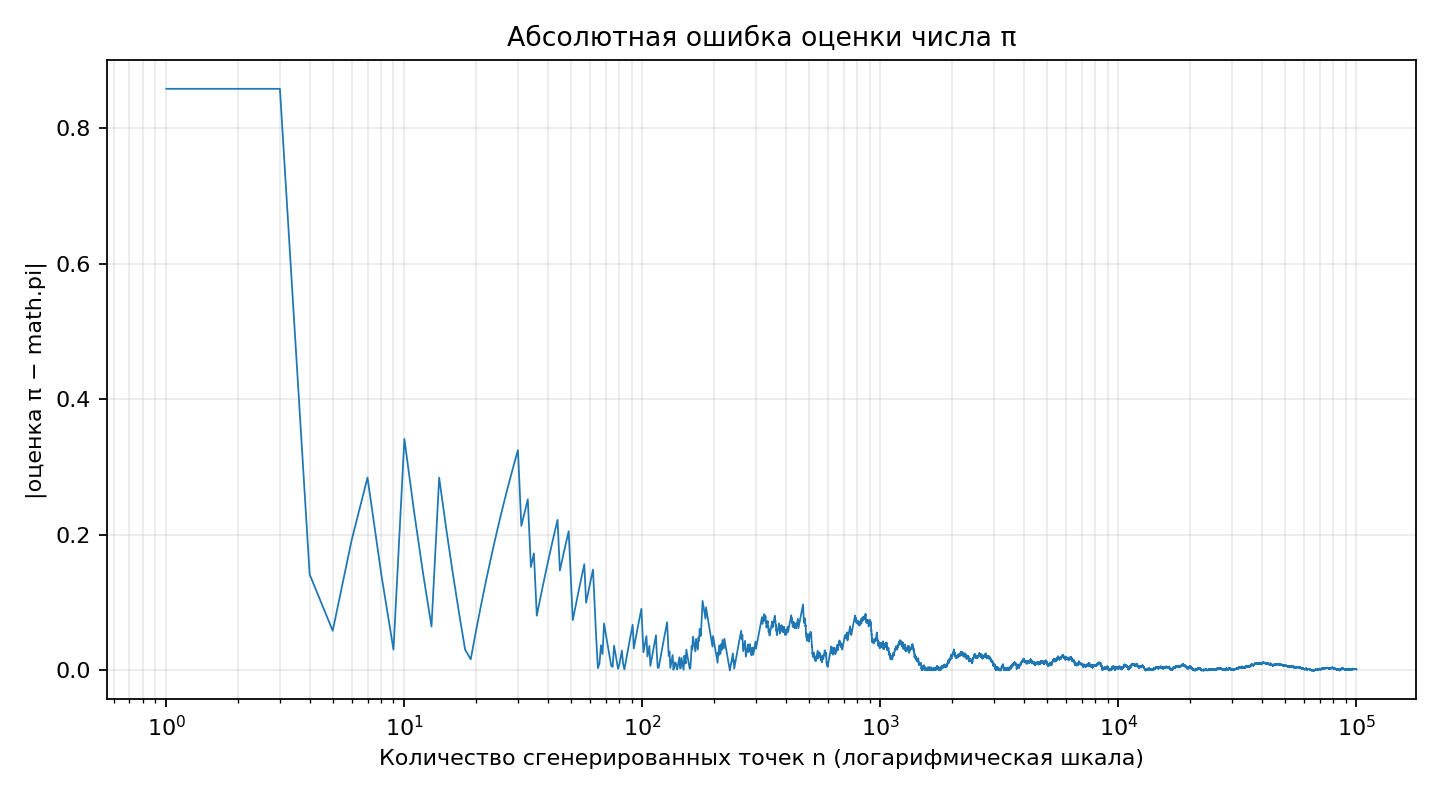 Абсолютная ошибка оценки числа π
|оценка π − math.pi|
0.8
0.6
0.4
0.2
0.0
10⁰ 10¹ 10² 10³ 10⁴ 10⁵
Количество сгенерированных точек n (логарифмическая шкала)